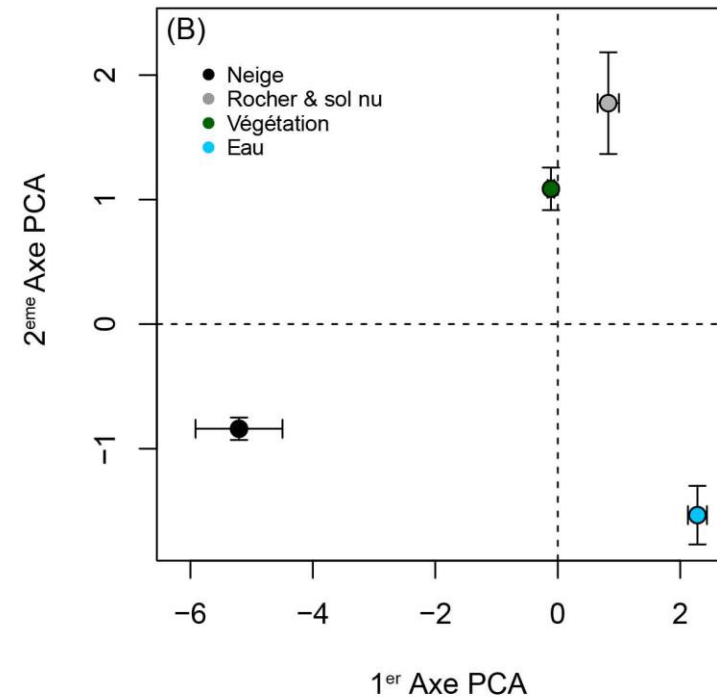 (B)
Neige
Rocher & sol nu
Végétation
Eau
2eme Axe PCA
2
1
0
−1
−6
−4
−2
0
2
1er Axe PCA